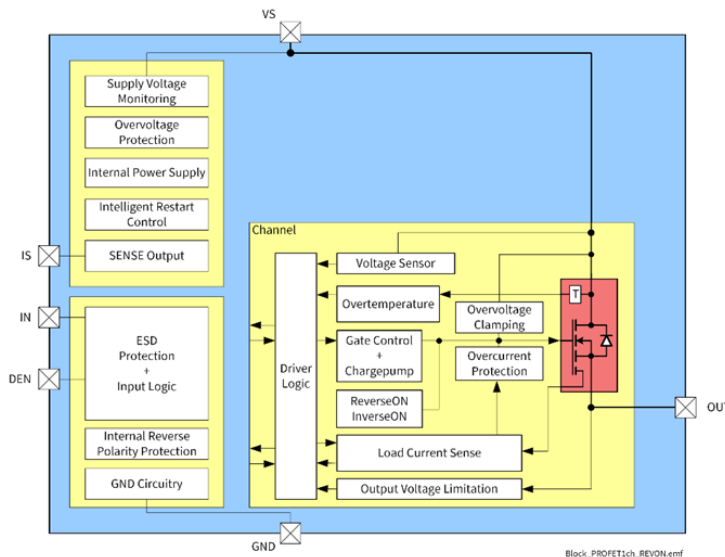 VS
Supply Voltage
Monitoring
Overvoltage
Protection
Internal Power Supply
Intelligent Restart
Control
IS
SENSE Output
IN
ESD
Protection
+
Input Logic
DEN
Internal Reverse
Polarity Protection
GND Circuitry
GND
Channel
Driver
Logic
Voltage Sensor
Overtemperature
T
Overvoltage
Clamping
Gate Control
+
Chargepump
Overcurrent
Protection
ReverseON
InverseON
Load Current Sense
Output Voltage Limitation
OUT
Block_PROFET1ch_REVON.emf